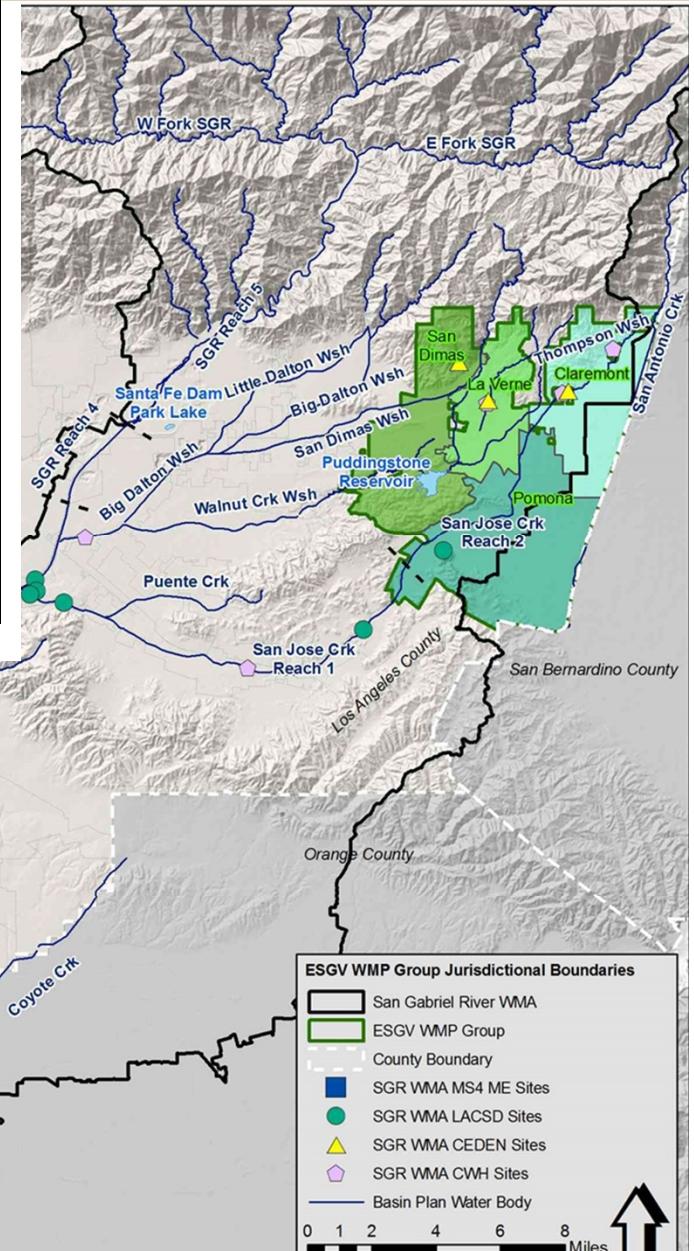 W Fork SGR
E Fork SGR
SGR Reach 5
San Antonio Crk
Thompson Wsh
San
Dimas
La Verne
Claremont
Little Dalton Wsh
Big Dalton Wsh
Santa Fe Dam
Park Lake
SGR Reach 4
San Dimas Wsh
Big Dalton Wsh
Puddingstone
Reservoir
Walnut Crk Wsh
Pomona
San Jose Crk
Reach 2
Puente Crk
San Jose Crk
Reach 1
Los Angeles County
San Bernardino County
Orange County
Coyote Crk
ESGV WMP Group Jurisdictional Boundaries
San Gabriel River WMA
ESGV WMP Group
County Boundary
SGR WMA MS4 ME Sites
SGR WMA LACSD Sites
SGR WMA CEDEN Sites
SGR WMA CWH Sites
Basin Plan Water Body
0 1 2 4 6 8
Miles